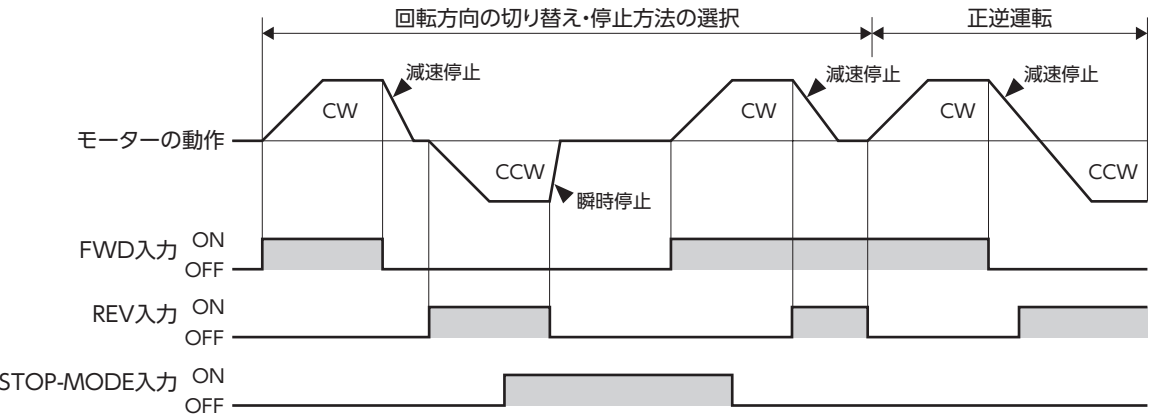 回転方向の切り替え・停止方法の選択
正逆運転
減速停止
減速停止
減速停止
CW
CW
CW
モーターの動作
CCW
CCW
瞬時停止
FWD入力
ON
OFF
REV入力
ON
OFF
STOP-MODE入力
ON
OFF